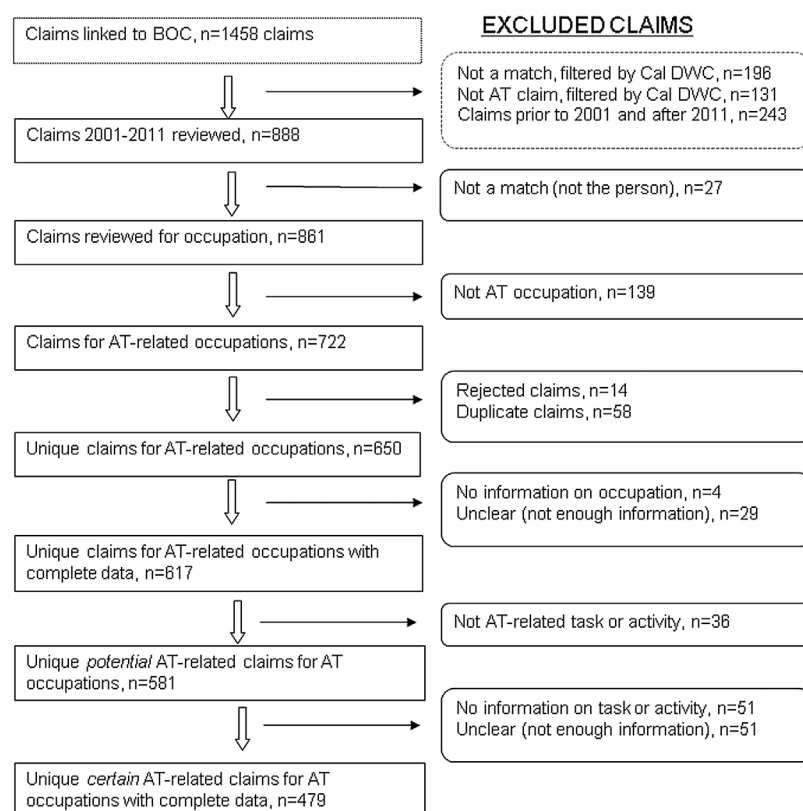 EXCLUDED CLAIMS
Claims linked to BOC, n=1458 claims
Not a match, filtered by Cal DWC, n=196
Not AT claim, filtered by Cal DWC, n=131
Claims prior to 2001 and after 2011, n=243
Claims 2001-2011 reviewed, n=888
Not a match (not the person), n=27
Claims reviewed for occupation, n=861
Not AT occupation, n=139
Claims for AT-related occupations, n=722
Rejected claims, n=14
Duplicate claims, n=58
Unique claims for AT-related occupations, n=650
No information on occupation, n=4
Unclear (not enough information), n=29
Unique claims for AT-related occupations with
complete data, n=617
Not AT-related task or activity, n=36
Unique potential AT-related claims for AT
occupations, n=581
No information on task or activity, n=51
Unclear (not enough information), n=51
Unique certain AT-related claims for AT
occupations with complete data, n=479